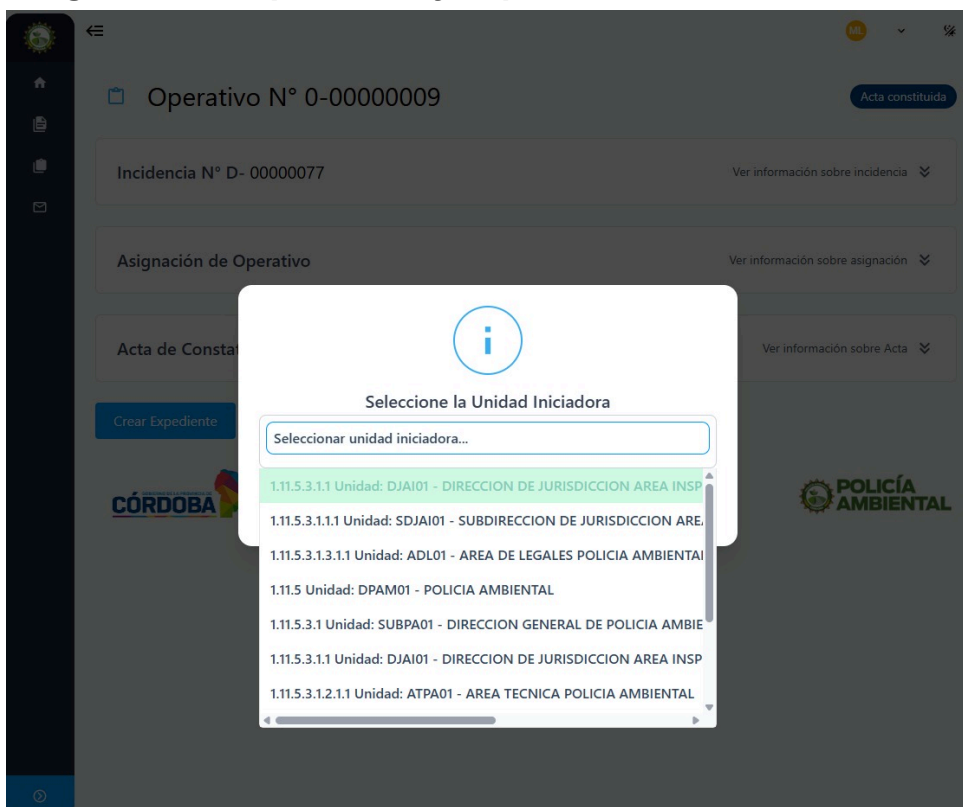 ML
Operativo N° 0-00000009
Acta constituida
Incidencia N° D- 00000077
Ver información sobre incidencia
Asignación de Operativo
Ver información sobre asignación
Acta de Consta
Ver información sobre Acta
i
Seleccione la Unidad Iniciadora
Crear Expediente
Seleccionar unidad iniciadora...
1.11.5.3.1.1 Unidad: DJAI01 - DIRECCION DE JURISDICCION AREA INSP
CÓRDOBA
POLICÍA
AMBIENTAL
1.11.5.3.1.1.1 Unidad: SDJAI01 - SUBDIRECCION DE JURISDICCION ARE
1.11.5.3.1.3.1.1 Unidad: ADL01 - AREA DE LEGALES POLICIA AMBIENTAL
1.11.5 Unidad: DPAM01 - POLICIA AMBIENTAL
1.11.5.3.1 Unidad: SUBPA01 - DIRECCION GENERAL DE POLICIA AMBIE
1.11.5.3.1.1 Unidad: DJAI01 - DIRECCION DE JURISDICCION AREA INSP
1.11.5.3.1.2.1.1 Unidad: ATPA01 - AREA TECNICA POLICIA AMBIENTAL